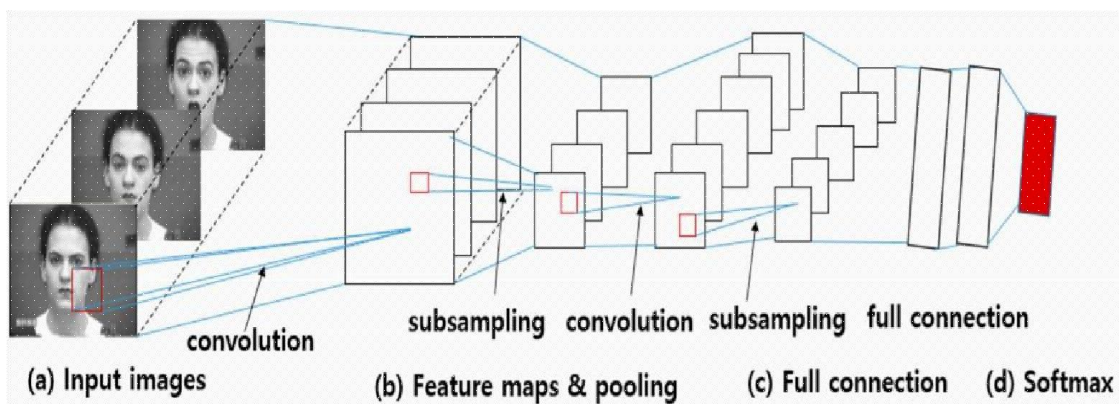 convolution
subsampling
convolution
subsampling
full connection
(a) Input images
(b) Feature maps & pooling
(c) Full connection
(d) Softmax